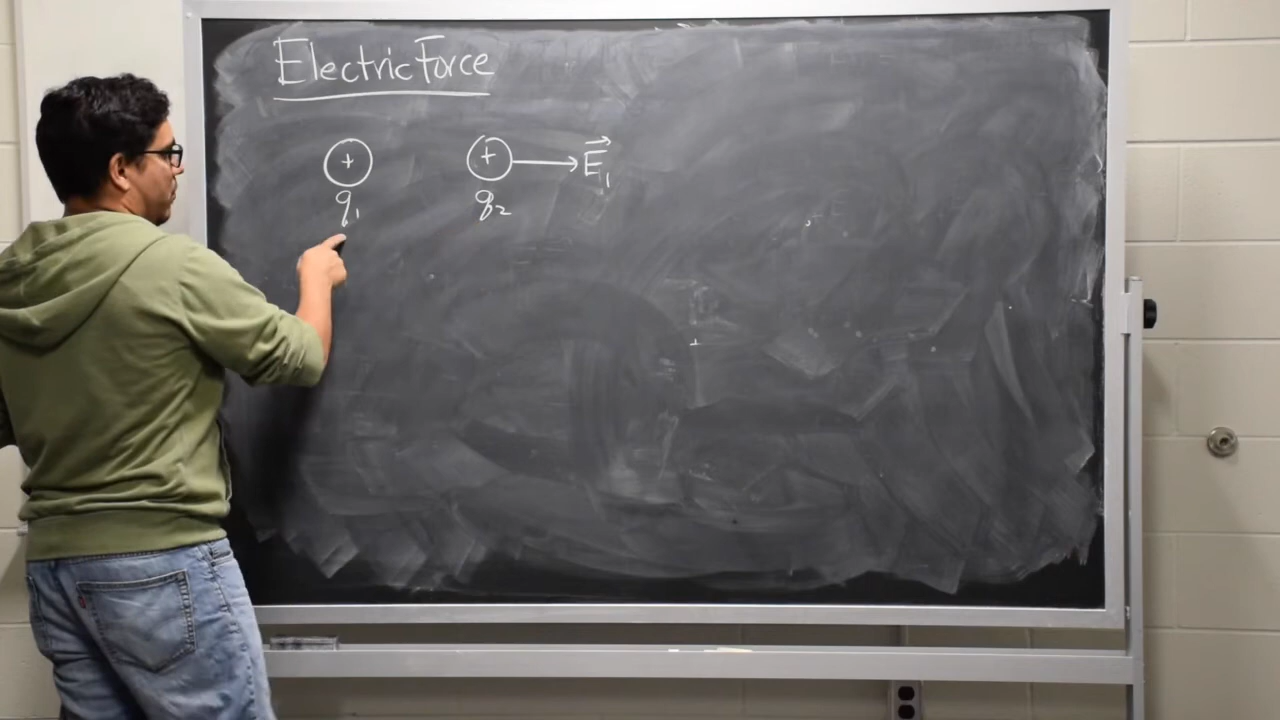 Electric Force
+ + → E⃗₁
q₁ q₂